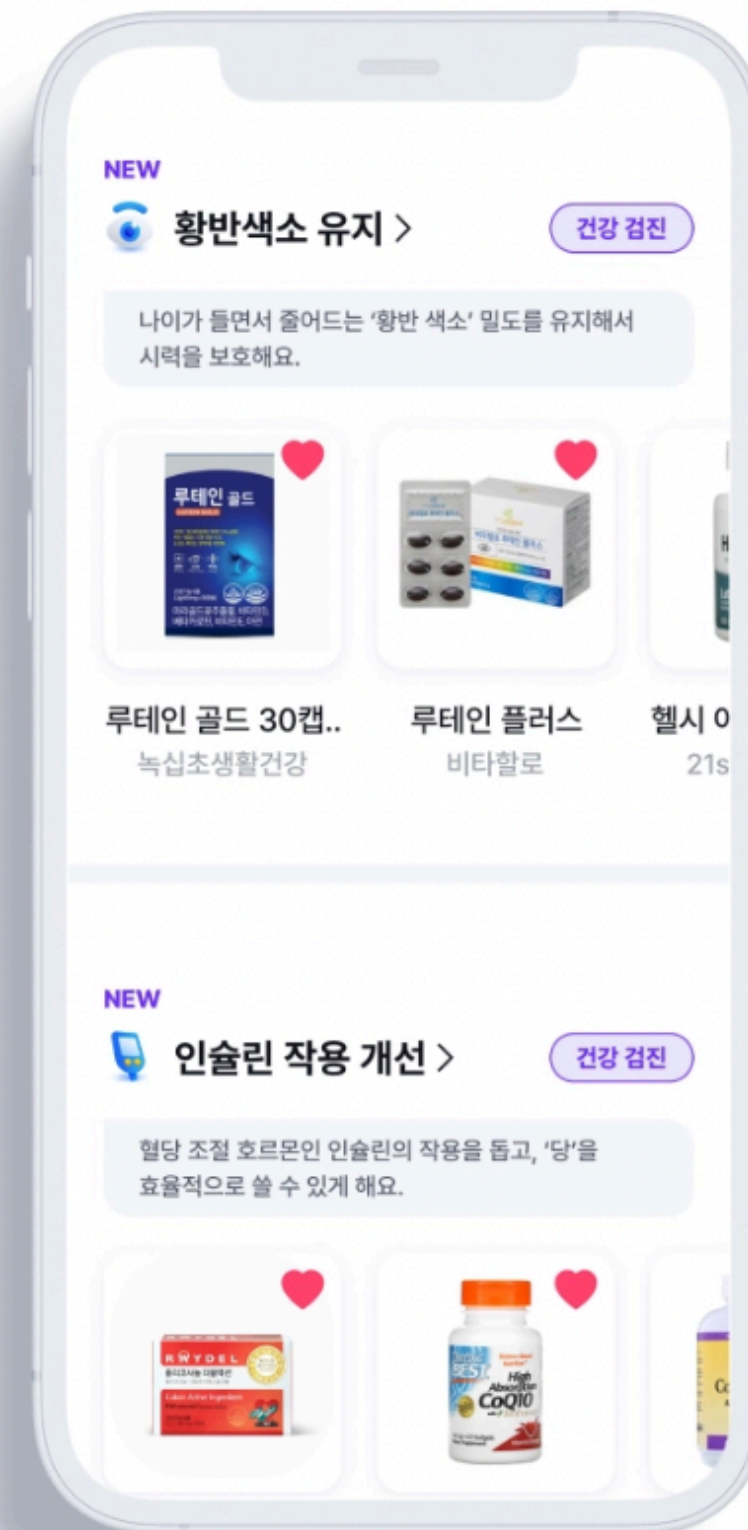 NEW
황반색소 유지 >
건강 검진
나이가 들면서 줄어드는 ‘황반 색소’ 밀도를 유지해서
시력을 보호해요.
루테인 골드
루테인 골드 30캡..
녹십초생활건강
루테인 플러스
비타할로
헬시 아
21s
NEW
인슐린 작용 개선 >
건강 검진
혈당 조절 호르몬인 인슐린의 작용을 돕고, ‘당’을
효율적으로 쓸 수 있게 해요.
RWYDEL
BEST
High
Absorption
CoQ10